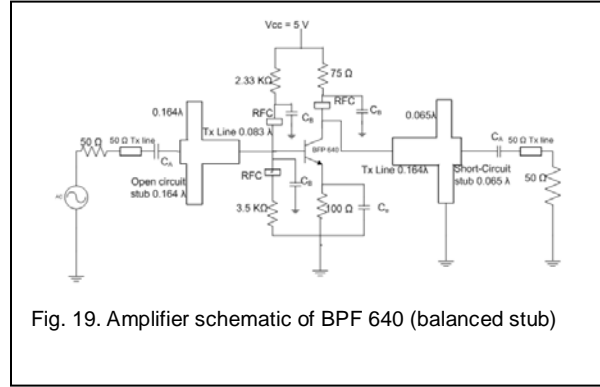 Vcc = 5 V
2.33 KΩ
75 Ω
RFC
C_B
RFC
C_B
0.164λ
Tx Line 0.083 λ
50 Ω
50 Ω Tx line
C_A
BFP 640
0.065λ
C_A
50 Ω Tx line
AC
Open circuit
stub 0.164 λ
RFC
C_B
Tx Line 0.164λ
Short-Circuit
stub 0.065 λ
50 Ω
3.5 KΩ
100 Ω
Fig. 19. Amplifier schematic of BPF 640 (balanced stub)